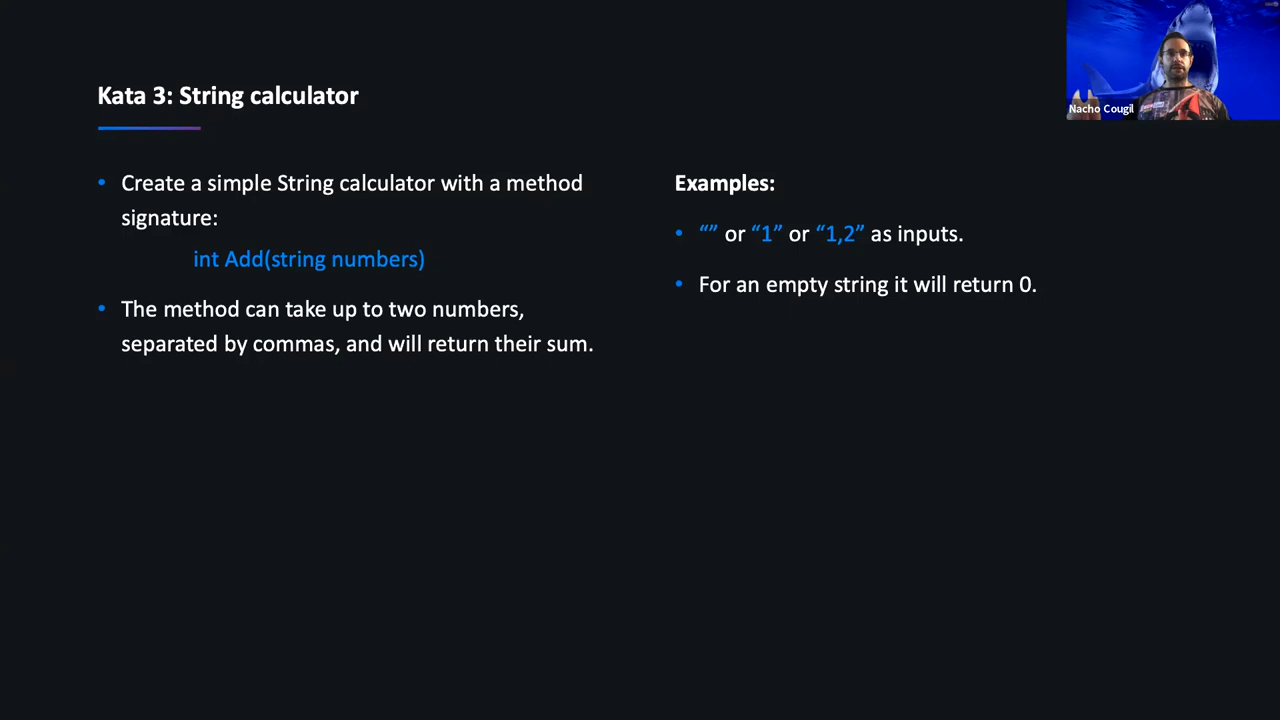 Kata 3: String calculator
• Create a simple String calculator with a method
signature:
int Add(string numbers)
• The method can take up to two numbers,
separated by commas, and will return their sum.
Examples:
• “” or “1” or “1,2” as inputs.
• For an empty string it will return 0.
Nacho Cougil